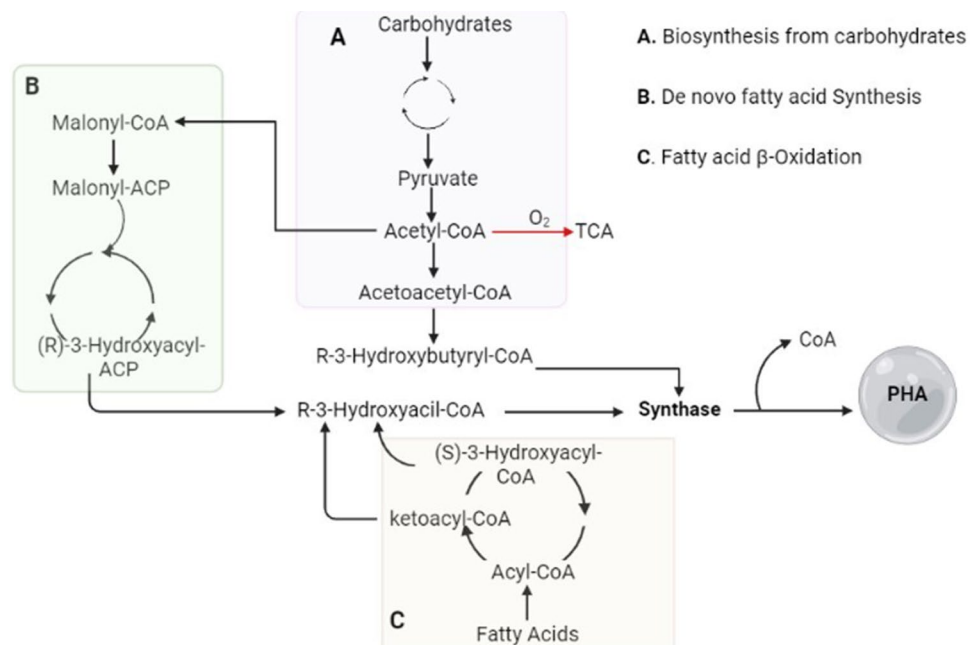 A
Carbohydrates
Pyruvate
Acetyl-CoA
O₂
TCA
Acetoacetyl-CoA
R-3-Hydroxybutyryl-CoA
B
Malonyl-CoA
Malonyl-ACP
(R)-3-Hydroxyacyl-
ACP
R-3-Hydroxyacil-CoA
Synthase
CoA
PHA
(S)-3-Hydroxyacyl-
CoA
ketoacyl-CoA
Acyl-CoA
C
Fatty Acids
A. Biosynthesis from carbohydrates
B. De novo fatty acid Synthesis
C. Fatty acid β-Oxidation